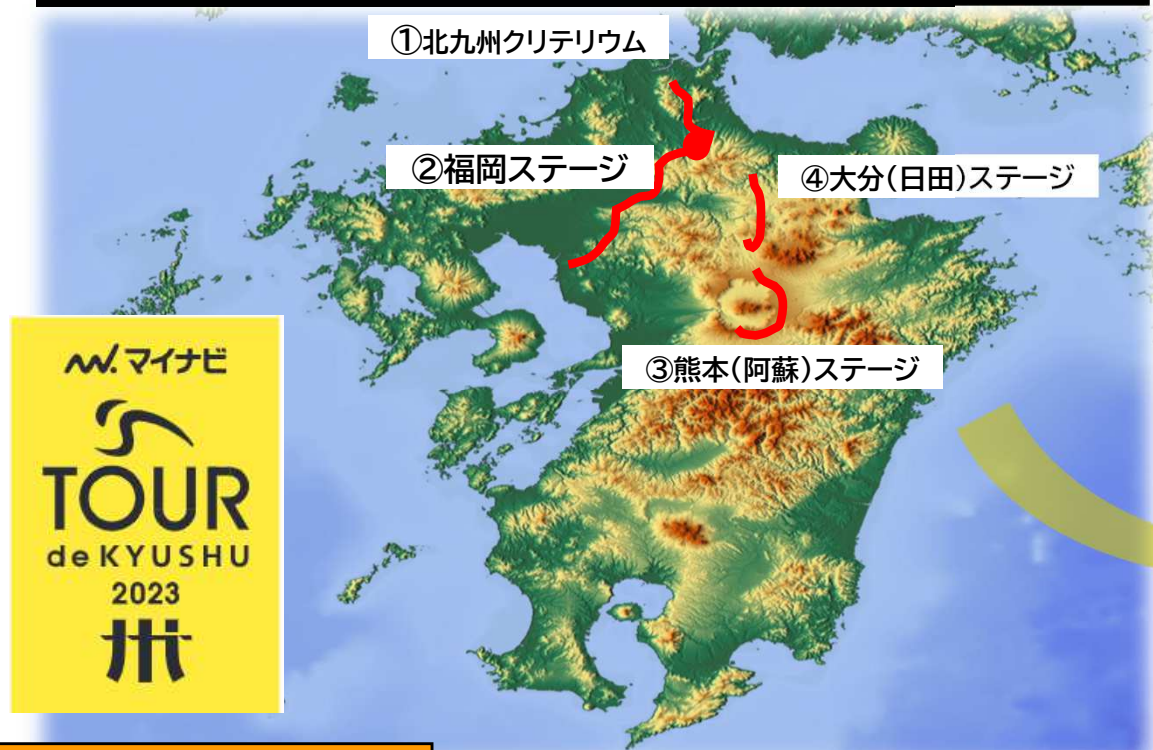 ①北九州クリテリウム
②福岡ステージ
④大分(日田)ステージ
③熊本(阿蘇)ステージ
マイナビ
TOUR
de KYUSHU
2023
州